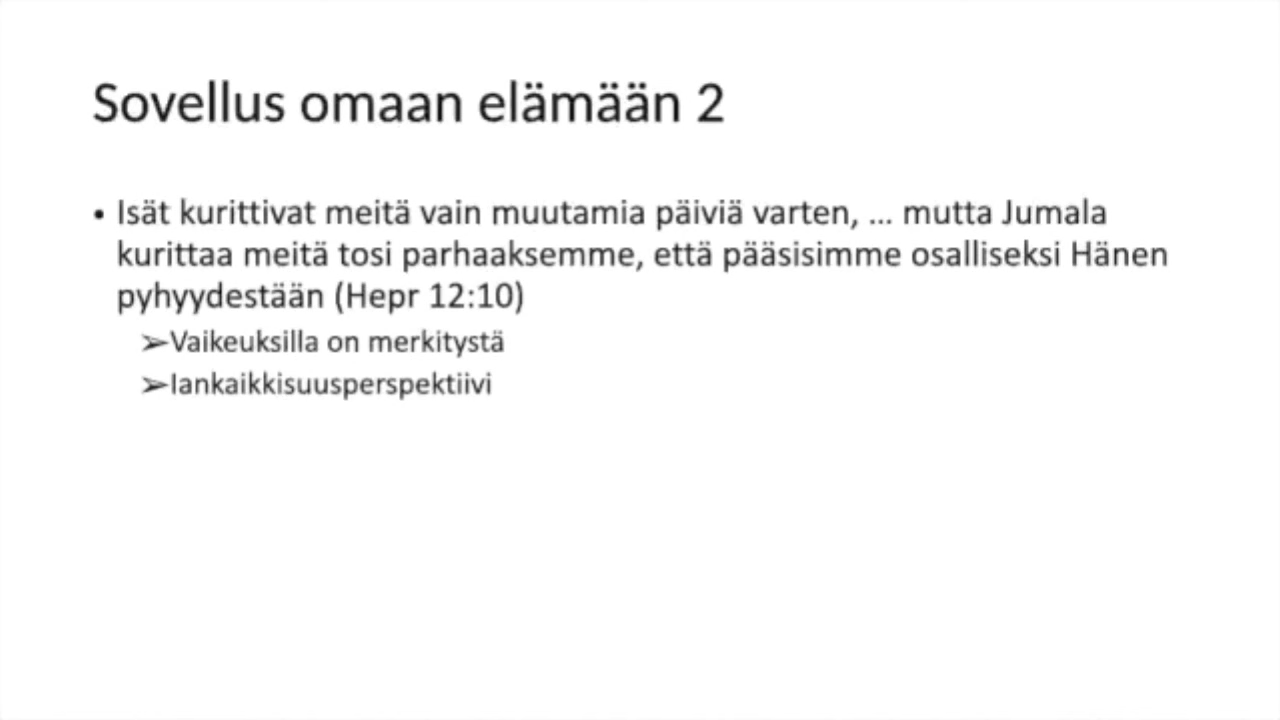 Sovellus omaan elämään 2
• Isät kurittivat meitä vain muutamia päiviä varten, ... mutta Jumala
kurittaa meitä tosi parhaaksemme, että pääsisimme osalliseksi Hänen
pyhyydestään (Hepr 12:10)
➢Vaikeuksilla on merkitystä
➢Iankaikkisuusperspektiivi